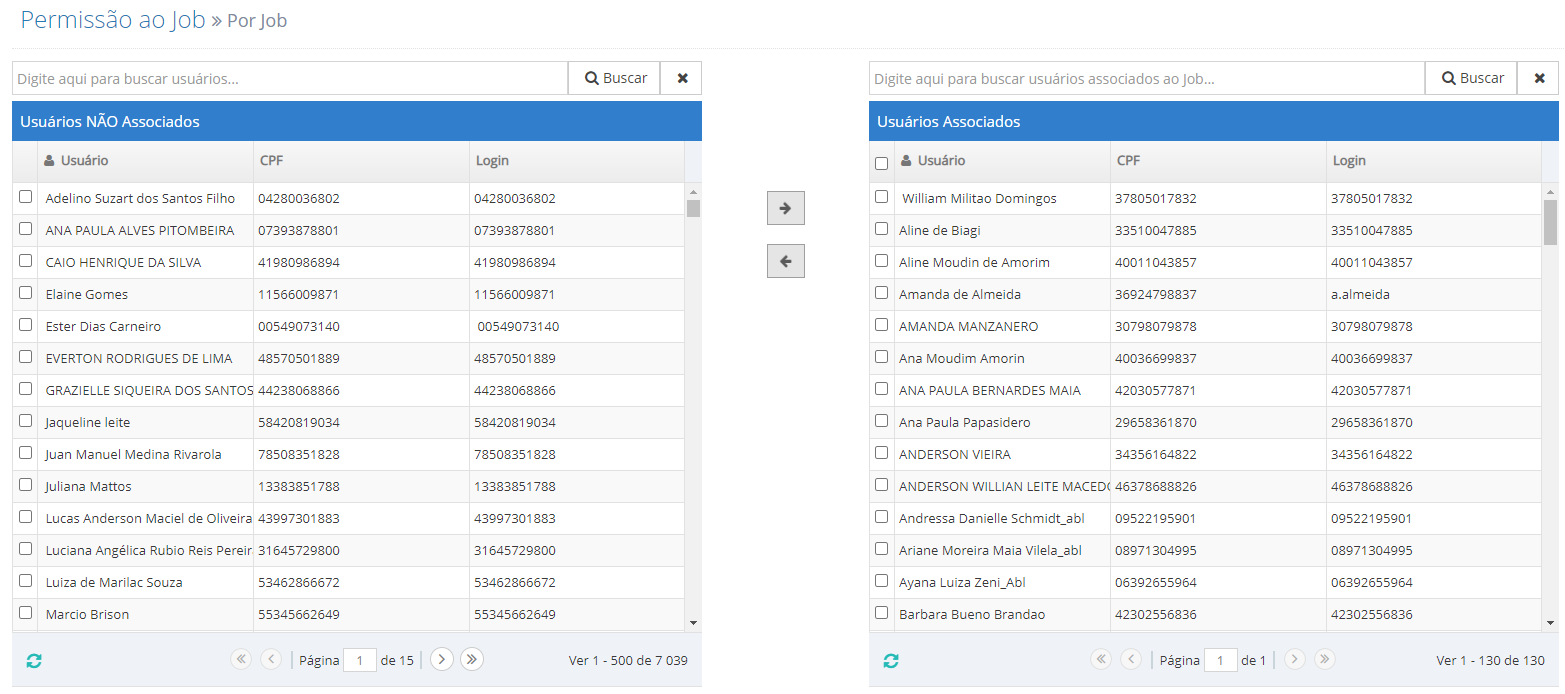 Permissão ao Job » Por Job
Digite aqui para buscar usuários... Buscar
Usuários NÃO Associados
Usuário CPF Login
Adelino Suzart dos Santos Filho 04280036802 04280036802
ANA PAULA ALVES PITOMBEIRA 07393878801 07393878801
CAIO HENRIQUE DA SILVA 41980986894 41980986894
Elaine Gomes 11566009871 11566009871
Ester Dias Carneiro 00549073140 00549073140
EVERTON RODRIGUES DE LIMA 48570501889 48570501889
GRAZIELLE SIQUEIRA DOS SANTOS 44238068866 44238068866
Jaqueline leite 58420819034 58420819034
Juan Manuel Medina Rivarola 78508351828 78508351828
Juliana Mattos 13383851788 13383851788
Lucas Anderson Maciel de Oliveira 43997301883 43997301883
Luciana Angélica Rubio Reis Pereir 31645729800 31645729800
Luiza de Marilac Souza 53462866672 53462866672
Marcio Brison 55345662649 55345662649
Página 1 de 15 Ver 1 - 500 de 7 039
Digite aqui para buscar usuários associados ao Job... Buscar
Usuários Associados
Usuário CPF Login
William Militao Domingos 37805017832 37805017832
Aline de Biagi 33510047885 33510047885
Aline Moudin de Amorim 40011043857 40011043857
Amanda de Almeida 36924798837 a.almeida
AMANDA MANZANERO 30798079878 30798079878
Ana Moudim Amorin 40036699837 40036699837
ANA PAULA BERNARDES MAIA 42030577871 42030577871
Ana Paula Papasidero 29658361870 29658361870
ANDERSON VIEIRA 34356164822 34356164822
ANDERSON WILLIAN LEITE MACEDO 46378688826 46378688826
Andressa Danielle Schmidt_abl 09522195901 09522195901
Ariane Moreira Maia Vilela_abl 08971304995 08971304995
Ayana Luiza Zeni_Abl 06392655964 06392655964
Barbara Bueno Brandao 42302556836 42302556836
Página 1 de 1 Ver 1 - 130 de 130